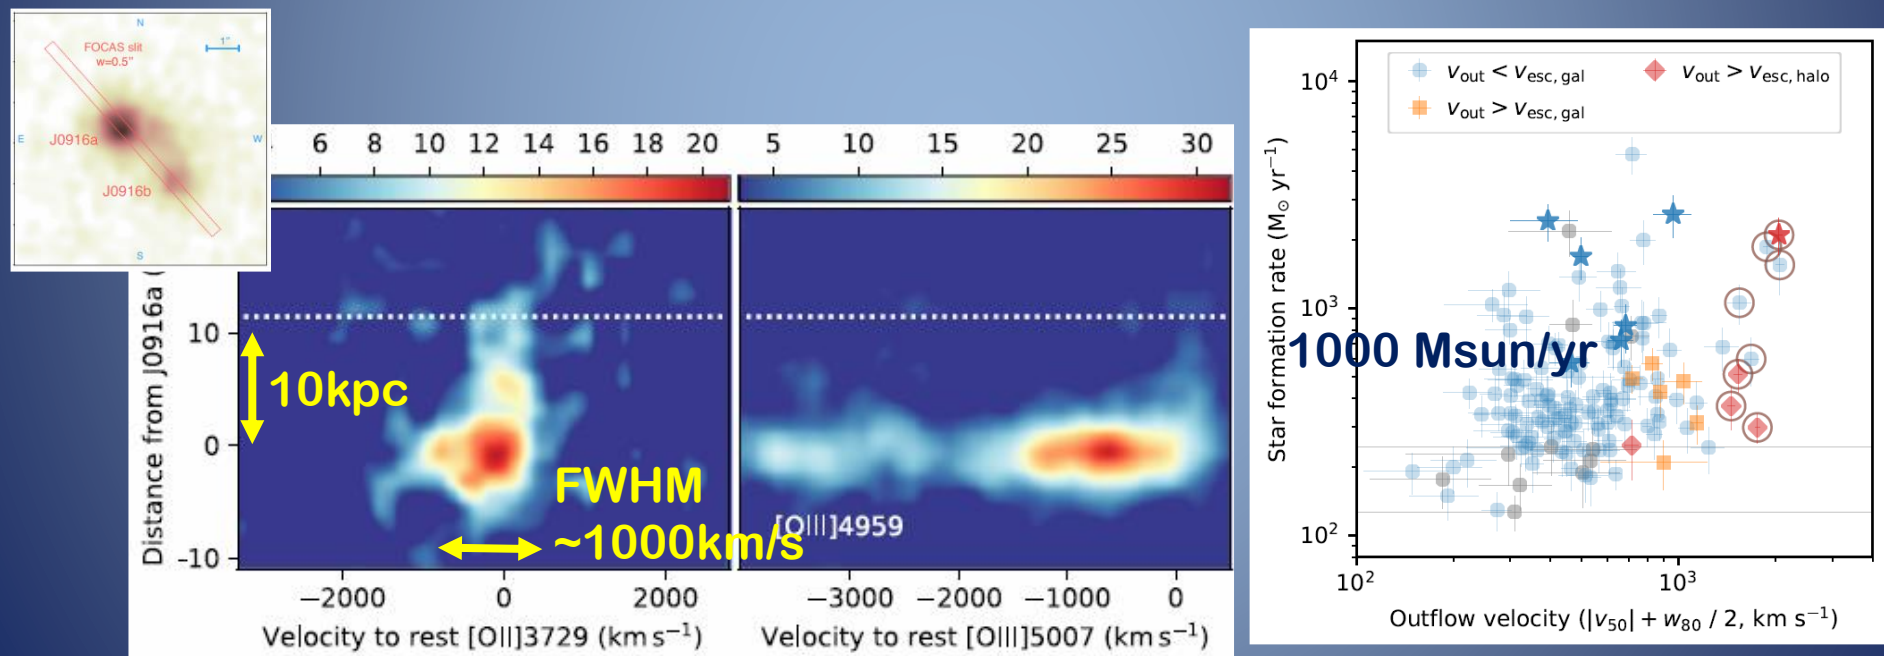 N
FOCAS slit
w=0.5"
1"
E
W
J0916a
J0916b
S
6 8 10 12 14 16 18 20
5 10 15 20 25 30
Distance from J0916a (
10
0
-10
10kpc
FWHM
~1000km/s
[OIII]4959
−2000 0 2000
−3000 −2000 −1000 0
Velocity to rest [OII]3729 (km s⁻¹)
Velocity to rest [OIII]5007 (km s⁻¹)
v_out < v_esc, gal
v_out > v_esc, halo
v_out > v_esc, gal
Star formation rate (M⊙ yr⁻¹)
10⁴
10³
10²
1000 Msun/yr
10² 10³
Outflow velocity (|v₅₀| + w₈₀ / 2, km s⁻¹)